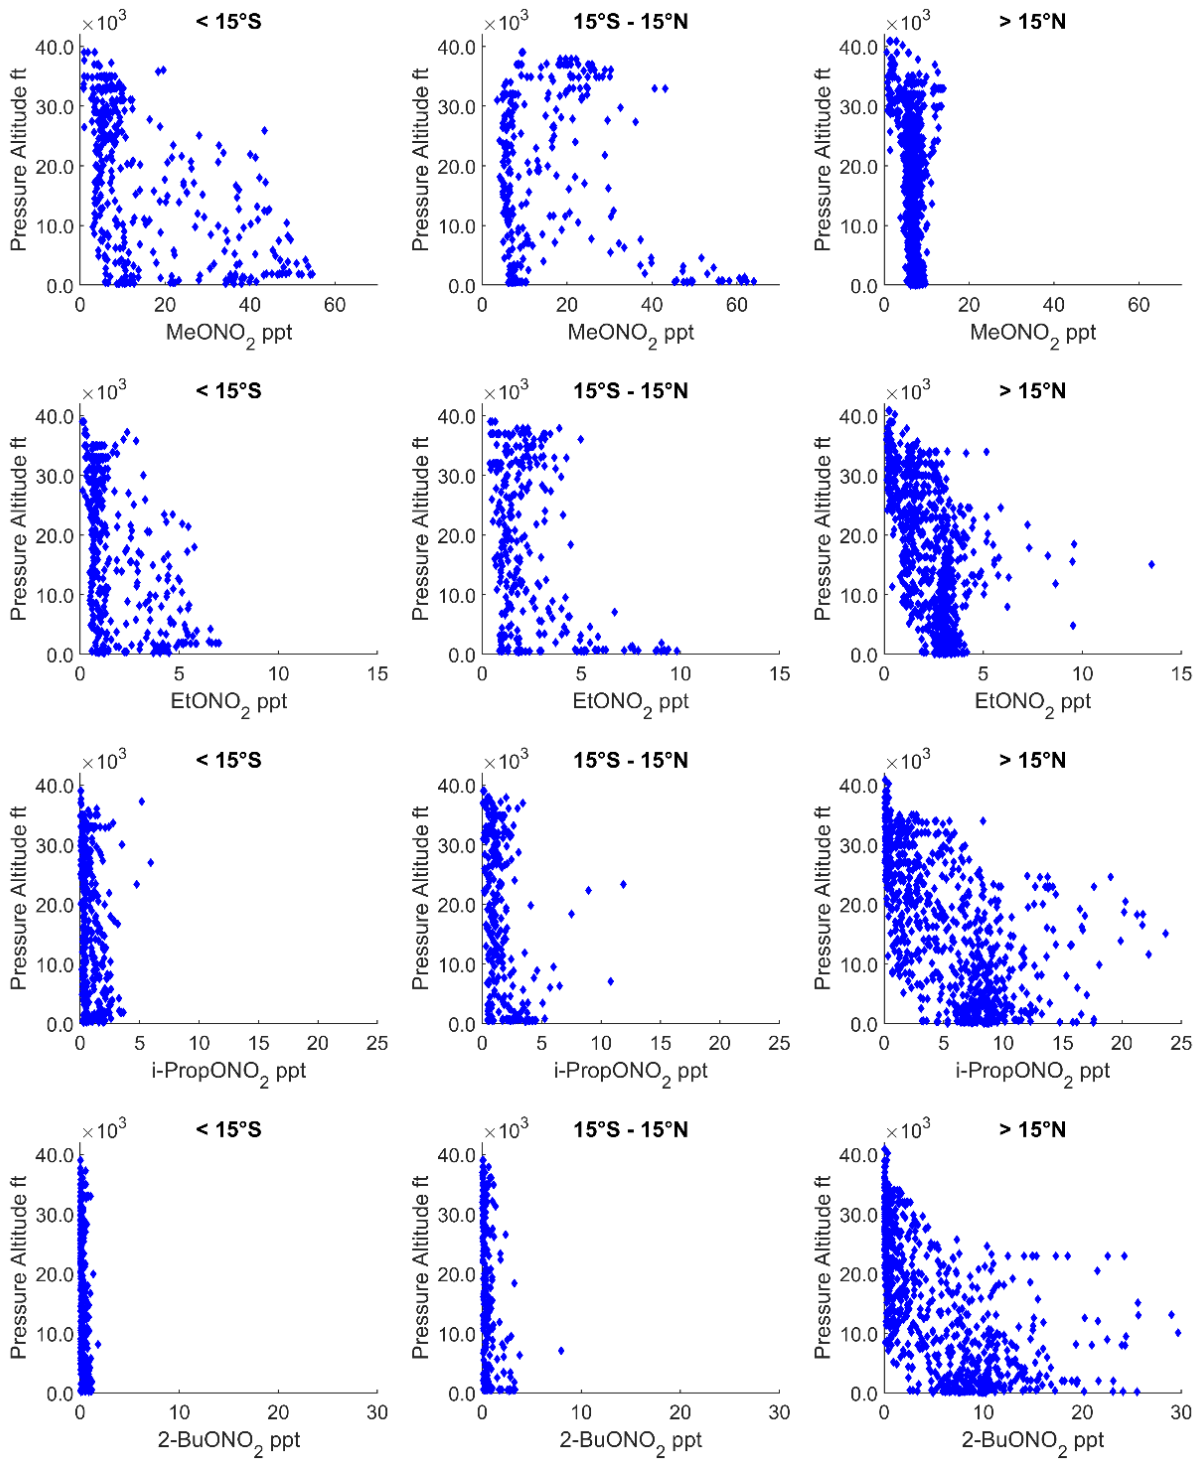 ×10³ < 15°S
40.0
30.0
20.0
10.0
0.0
Pressure Altitude ft
0 20 40 60
MeONO₂ ppt
×10³ 15°S - 15°N
40.0
30.0
20.0
10.0
0.0
Pressure Altitude ft
0 20 40 60
MeONO₂ ppt
×10³ > 15°N
40.0
30.0
20.0
10.0
0.0
Pressure Altitude ft
0 20 40 60
MeONO₂ ppt
×10³ < 15°S
40.0
30.0
20.0
10.0
0.0
Pressure Altitude ft
0 5 10 15
EtONO₂ ppt
×10³ 15°S - 15°N
40.0
30.0
20.0
10.0
0.0
Pressure Altitude ft
0 5 10 15
EtONO₂ ppt
×10³ > 15°N
40.0
30.0
20.0
10.0
0.0
Pressure Altitude ft
0 5 10 15
EtONO₂ ppt
×10³ < 15°S
40.0
30.0
20.0
10.0
0.0
Pressure Altitude ft
0 5 10 15 20 25
i-PropONO₂ ppt
×10³ 15°S - 15°N
40.0
30.0
20.0
10.0
0.0
Pressure Altitude ft
0 5 10 15 20 25
i-PropONO₂ ppt
×10³ > 15°N
40.0
30.0
20.0
10.0
0.0
Pressure Altitude ft
0 5 10 15 20 25
i-PropONO₂ ppt
×10³ < 15°S
40.0
30.0
20.0
10.0
0.0
Pressure Altitude ft
0 10 20 30
2-BuONO₂ ppt
×10³ 15°S - 15°N
40.0
30.0
20.0
10.0
0.0
Pressure Altitude ft
0 10 20 30
2-BuONO₂ ppt
×10³ > 15°N
40.0
30.0
20.0
10.0
0.0
Pressure Altitude ft
0 10 20 30
2-BuONO₂ ppt